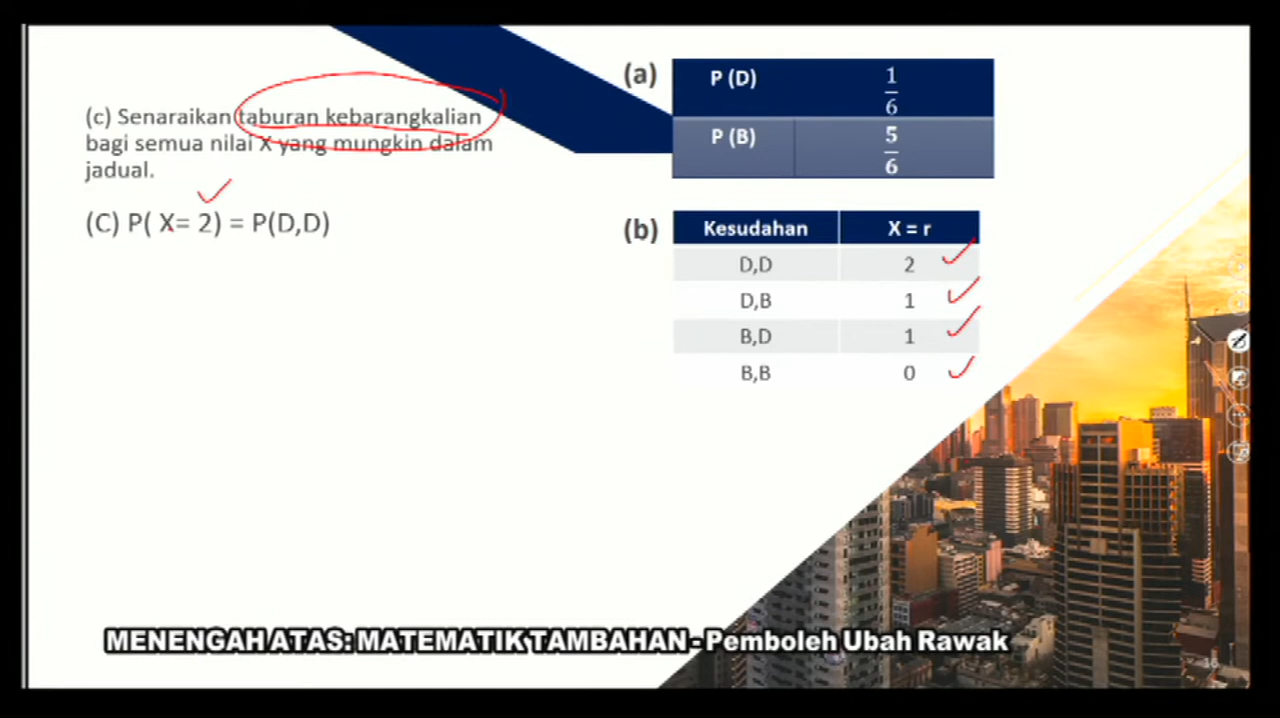 (c) Senaraikan taburan kebarangkalian
bagi semua nilai X yang mungkin dalam
jadual.
(C) P( X= 2) = P(D,D)
(a)
P (D) 1/6
P (B) 5/6
(b)
Kesudahan X = r
D,D 2
D,B 1
B,D 1
B,B 0
MENENGAH ATAS: MATEMATIK TAMBAHAN - Pemboleh Ubah Rawak
16